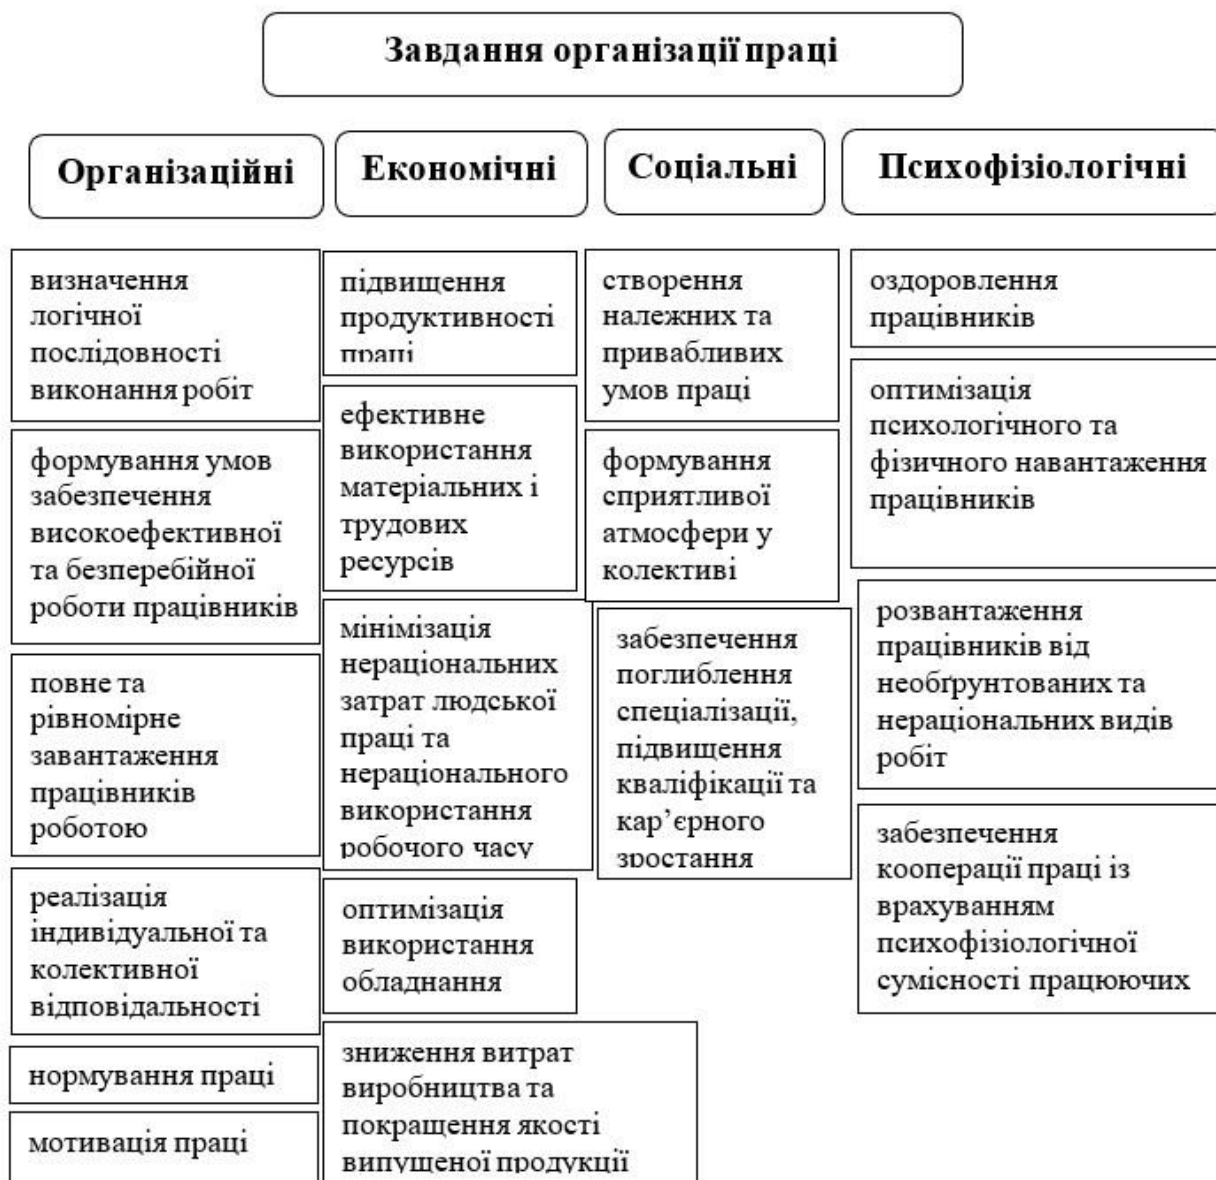 Завдання організації праці
Організаційні
Економічні
Соціальні
Психофізіологічні
визначення
логічної
послідовності
виконання робіт
формування умов
забезпечення
високоефективної
та безперебійної
роботи працівників
повне та
рівномірне
завантаження
працівників
роботою
реалізація
індивідуальної та
колективної
відповідальності
нормування праці
мотивація праці
підвищення
продуктивності
праці
ефективне
використання
матеріальних і
трудових
ресурсів
мінімізація
нераціональних
затрат людської
праці та
нераціонального
використання
робочого часу
оптимізація
використання
обладнання
зниження витрат
виробництва та
покращення якості
випущеної продукції
створення
належних та
привабливих
умов праці
формування
сприятливої
атмосфери у
колективі
забезпечення
поглиблення
спеціалізації,
підвищення
кваліфікації та
кар’єрного
зростання
оздоровлення
працівників
оптимізація
психологічного та
фізичного навантаження
працівників
розвантаження
працівників від
необґрунтованих та
нераціональних видів
робіт
забезпечення
кооперації праці із
врахуванням
психофізіологічної
сумісності працюючих